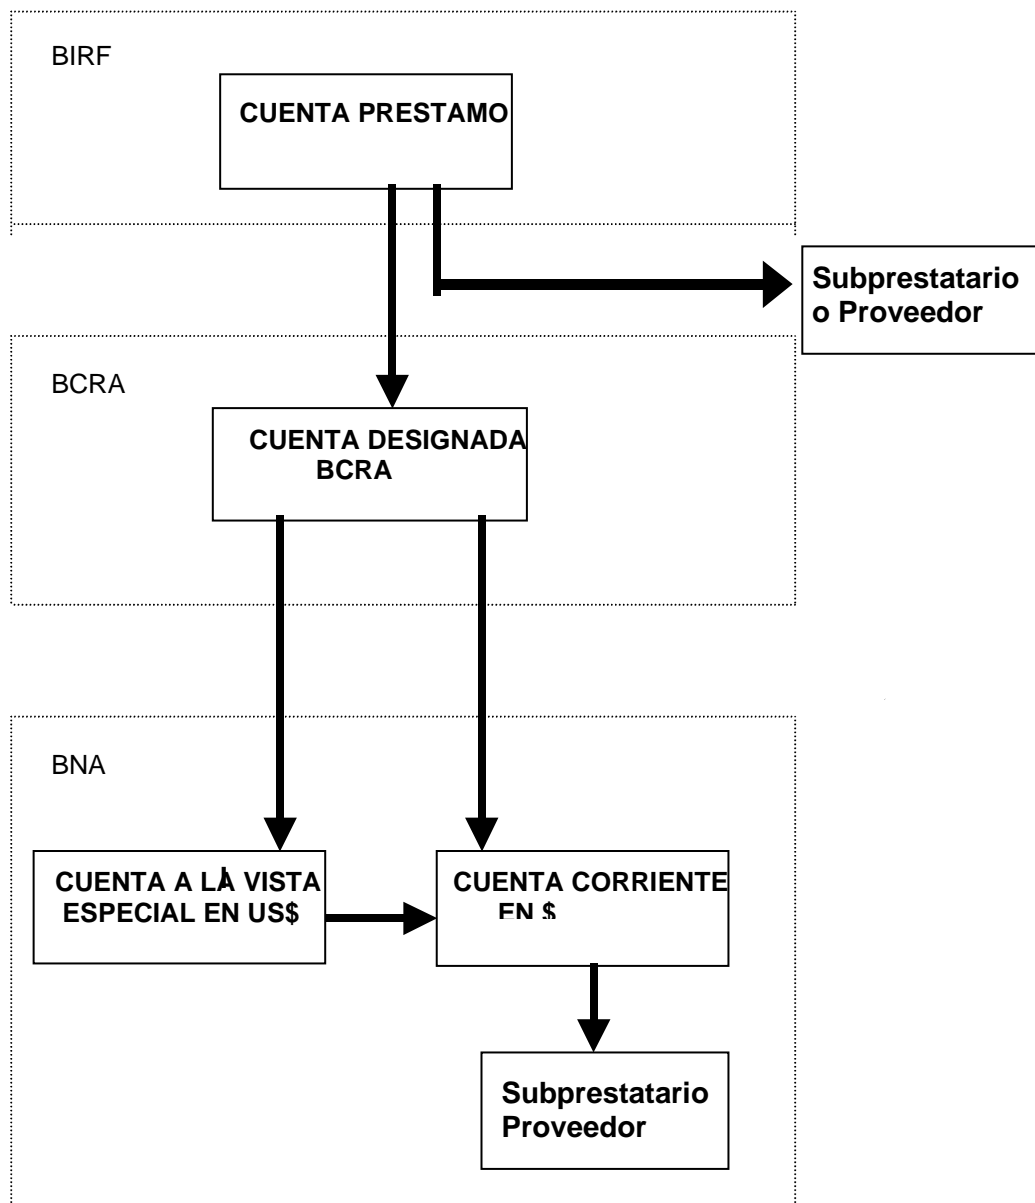 BIRF
CUENTA PRESTAMO
Subprestatario
o Proveedor
BCRA
CUENTA DESIGNADA
BCRA
BNA
CUENTA A LA VISTA
ESPECIAL EN US$
CUENTA CORRIENTE
EN $
Subprestatario
Proveedor